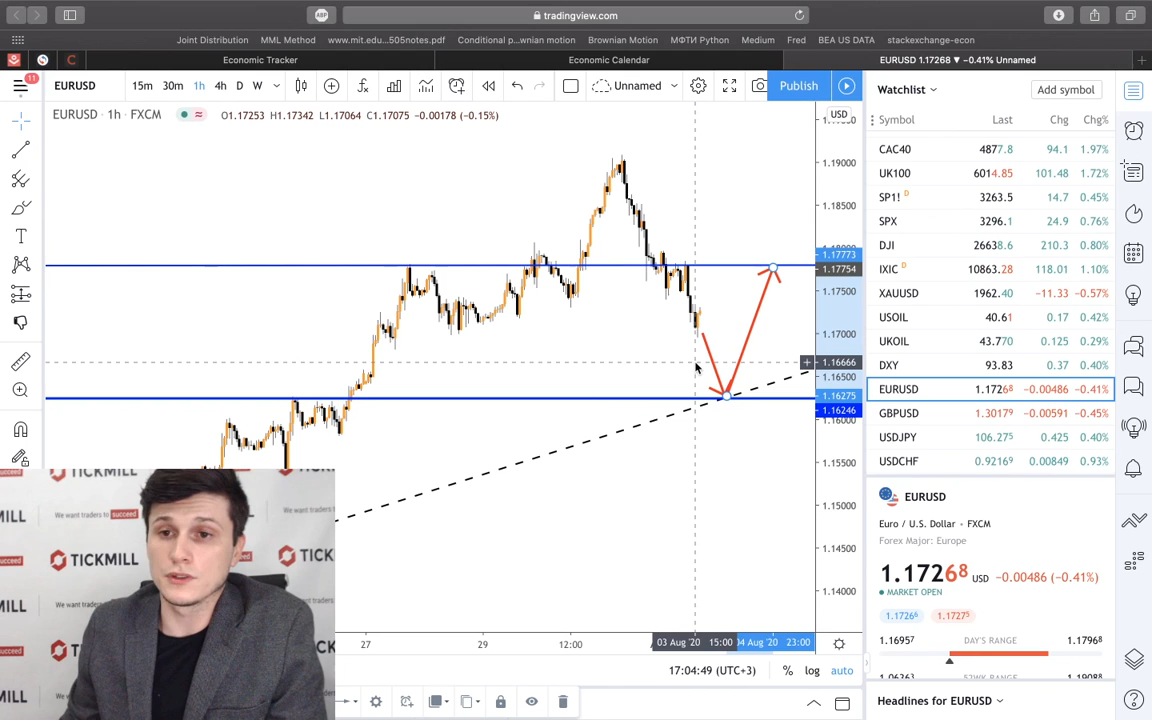 ABP
tradingview.com
Joint Distribution MML Method www.mit.edu...505notes.pdf Conditional p...wnian motion Brownian Motion МФТИ Python Medium Fred BEA US DATA stackexchange-econ
Economic Tracker Economic Calendar EURUSD 1.17268 ▼ −0.41% Unnamed
11
EURUSD 15m 30m 1h 4h D W Unnamed Publish
EURUSD · 1h · FXCM O1.17253 H1.17342 L1.17064 C1.17075 −0.00178 (−0.15%)
USD
1.19000
1.18500
1.17773
1.17754
1.17500
1.17000
1.16666
1.16500
1.16275
1.16246
1.16000
1.15500
1.15000
1.14500
1.14000
27 29 12:00 03 Aug '20 15:00 04 Aug '20 23:00
17:04:49 (UTC+3) % log auto
Watchlist Add symbol
Symbol Last Chg Chg%
CAC40 4877.8 94.1 1.97%
UK100 6014.85 101.48 1.72%
SP1! D 3263.5 14.7 0.45%
SPX 3296.1 24.9 0.76%
DJI 26638.6 210.3 0.80%
IXIC D 10863.28 118.01 1.10%
XAUUSD 1962.40 −11.33 −0.57%
USOIL 40.61 0.17 0.42%
UKOIL 43.770 0.125 0.29%
DXY 93.83 0.37 0.40%
EURUSD 1.17268 −0.00486 −0.41%
GBPUSD 1.30179 −0.00591 −0.45%
USDJPY 106.275 0.425 0.40%
USDCHF 0.92169 0.00849 0.93%
EURUSD
Euro / U.S. Dollar · FXCM
Forex Major: Europe
1.17268 USD −0.00486 (−0.41%)
MARKET OPEN
1.17266 1.17275
1.16957 DAY'S RANGE 1.17968
Headlines for EURUSD
TICKMILL
We want traders to succeed
TICKMILL
TICKMILL